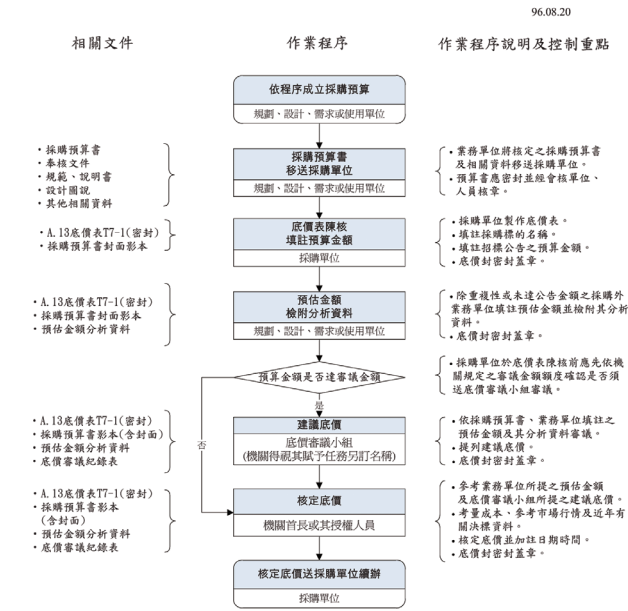 96.08.20
相關文件
作業程序
作業程序說明及控制重點
依程序成立採購預算
規劃、設計、需求或使用單位
・採購預算書
奉核文件
・規範、說明書
・設計圖說
・其他相關資料
採購預算書
移送採購單位
規劃、設計、需求或使用單位
・業務單位將核定之採購預算書
及相關資料移送採購單位。
・預算書應密封並經會核單位、
人員核章。
・A.13底價表T7-1(密封)
・採購預算書封面影本
底價表陳核
填註預算金額
採購單位
・採購單位製作底價表。
・填註採購標的名稱。
・填註招標公告之預算金額。
・底價封密封蓋章。
・A.13底價表T7-1(密封)
・採購預算書封面影本
・預估金額分析資料
預估金額
檢附分析資料
規劃、設計、需求或使用單位
・除重複性或未達公告金額之採購外
業務單位填註預估金額並檢附其分析
資料。
・底價封密封蓋章。
預算金額是否達審議金額
・採購單位於底價表陳核前應先依機
關規定之審議金額額度確認是否須
送底價審議小組審議。
是
否
・A.13底價表T7-1(密封)
・採購預算書影本(含封面)
・預估金額分析資料
・底價審議紀錄表
建議底價
底價審議小組
(機關得視其賦予任務另訂名稱)
・依採購預算書、業務單位填註之
預估金額及其分析資料審議。
・提列建議底價。
・底價封密封蓋章。
・A.13底價表T7-1(密封)
・採購預算書影本
(含封面)
・預估金額分析資料
・底價審議紀錄表
核定底價
機關首長或其授權人員
・參考業務單位所提之預估金額
及底價審議小組所提之建議底價。
・考量成本、參考市場行情及近年有
關決標資料。
・核定底價並加註日期時間。
・底價封密封蓋章。
核定底價送採購單位續辦
採購單位